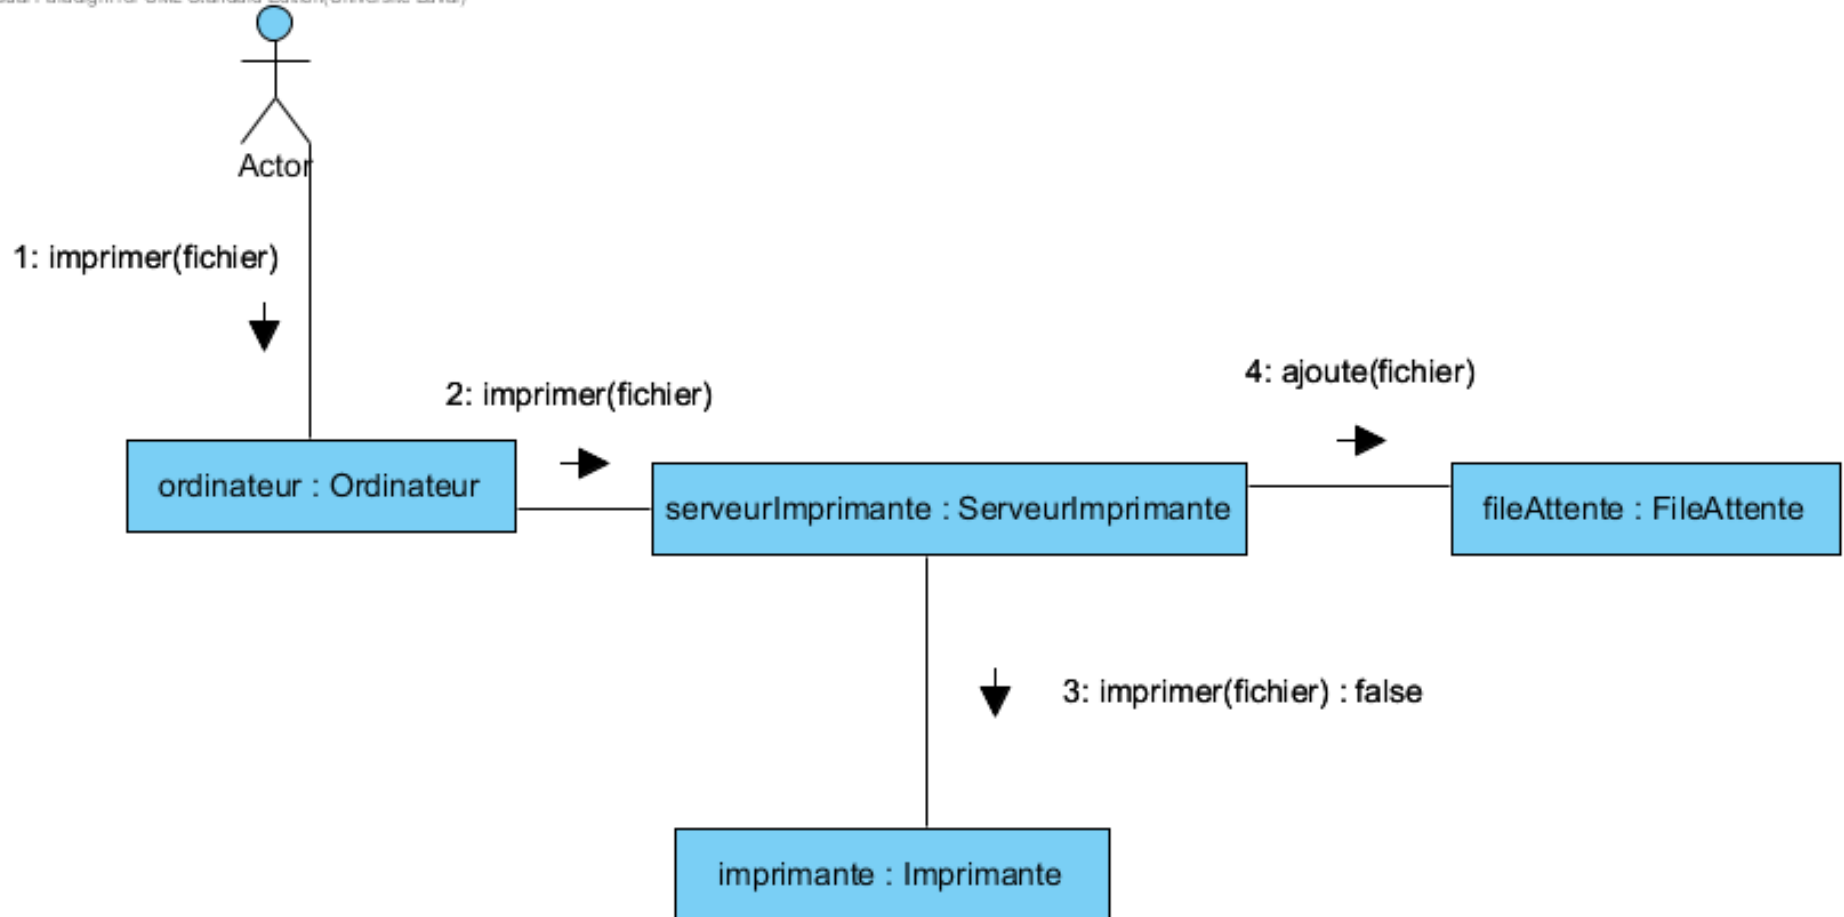 Actor
1: imprimer(fichier)
2: imprimer(fichier)
4: ajoute(fichier)
ordinateur : Ordinateur
serveurImprimante : ServeurImprimante
fileAttente : FileAttente
3: imprimer(fichier) : false
imprimante : Imprimante